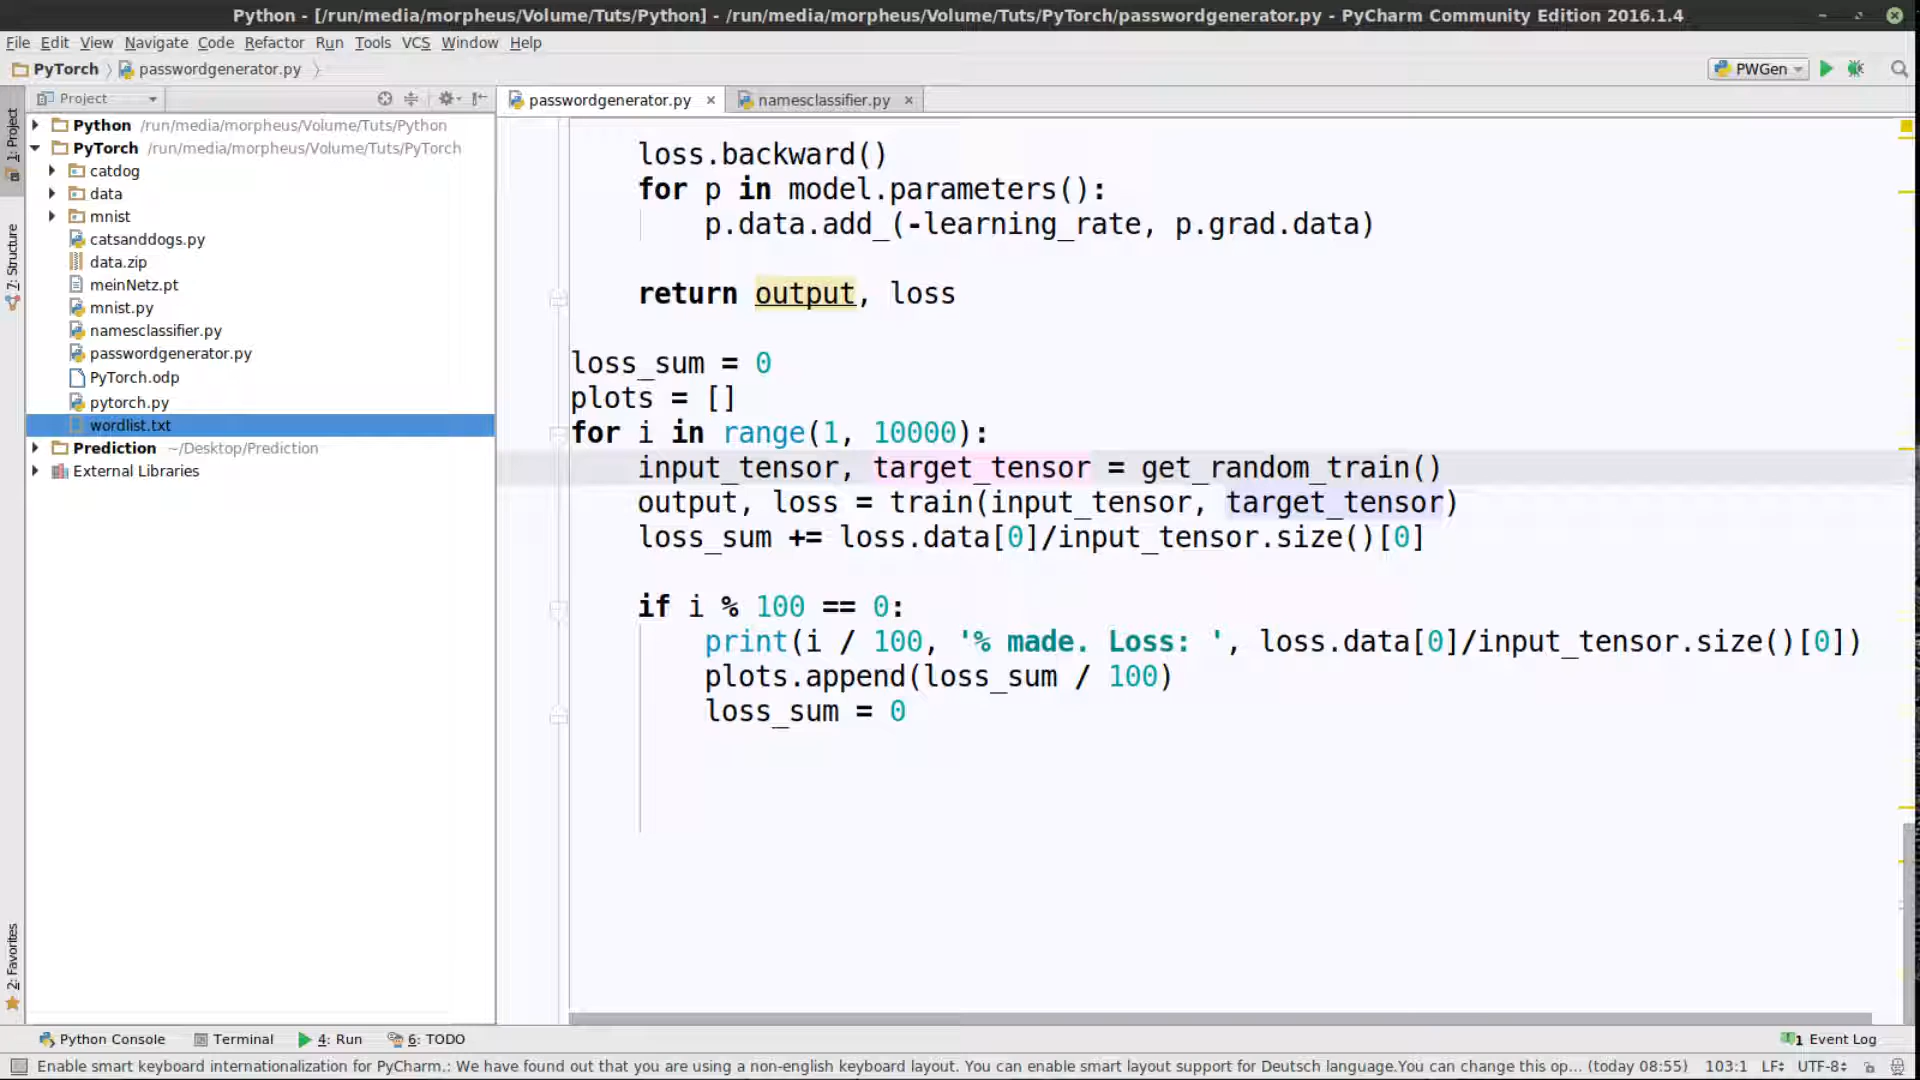 Python - [/run/media/morpheus/Volume/Tuts/Python] - /run/media/morpheus/Volume/Tuts/PyTorch/passwordgenerator.py - PyCharm Community Edition 2016.1.4
File Edit View Navigate Code Refactor Run Tools VCS Window Help
PyTorch passwordgenerator.py PWGen
Project
passwordgenerator.py namesclassifier.py
1: Project
7: Structure
2: Favorites
Python /run/media/morpheus/Volume/Tuts/Python
PyTorch /run/media/morpheus/Volume/Tuts/PyTorch
catdog
data
mnist
catsanddogs.py
data.zip
meinNetz.pt
mnist.py
namesclassifier.py
passwordgenerator.py
PyTorch.odp
pytorch.py
wordlist.txt
Prediction ~/Desktop/Prediction
External Libraries
loss.backward()
for p in model.parameters():
p.data.add_(-learning_rate, p.grad.data)
return output, loss
loss_sum = 0
plots = []
for i in range(1, 10000):
input_tensor, target_tensor = get_random_train()
output, loss = train(input_tensor, target_tensor)
loss_sum += loss.data[0]/input_tensor.size()[0]
if i % 100 == 0:
print(i / 100, '% made. Loss: ', loss.data[0]/input_tensor.size()[0])
plots.append(loss_sum / 100)
loss_sum = 0
Python Console Terminal 4: Run 6: TODO 1 Event Log
Enable smart keyboard internationalization for PyCharm.: We have found out that you are using a non-english keyboard layout. You can enable smart layout support for Deutsch language.You can change this op... (today 08:55) 103:1 LF UTF-8